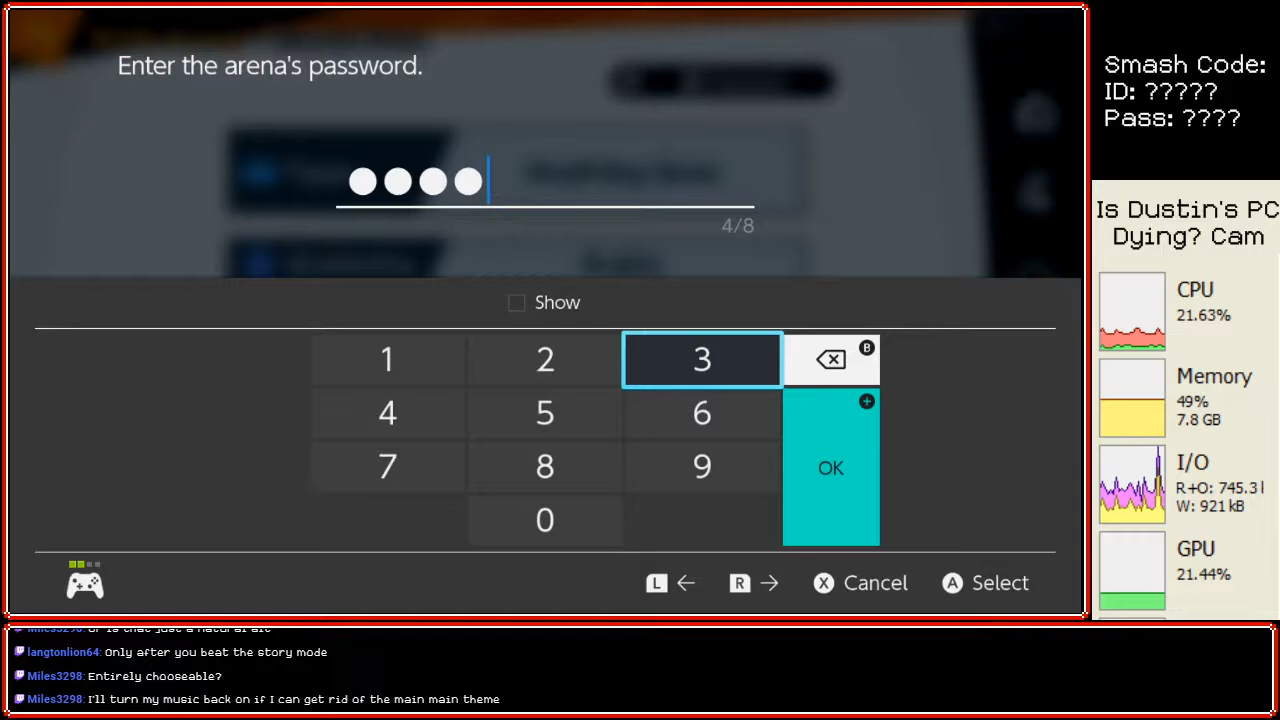 Enter the arena's password.
4/8
Show
1 2 3 B
4 5 6 +
7 8 9 OK
0
L ← R → X Cancel A Select
Smash Code:
ID: ?????
Pass: ????
Is Dustin's PC
Dying? Cam
CPU
21.63%
Memory
49%
7.8 GB
I/O
R+O: 745.3
W: 921 kB
GPU
21.44%
langtonlion64: Only after you beat the story mode
Miles3298: Entirely chooseable?
Miles3298: I'll turn my music back on if I can get rid of the main main theme